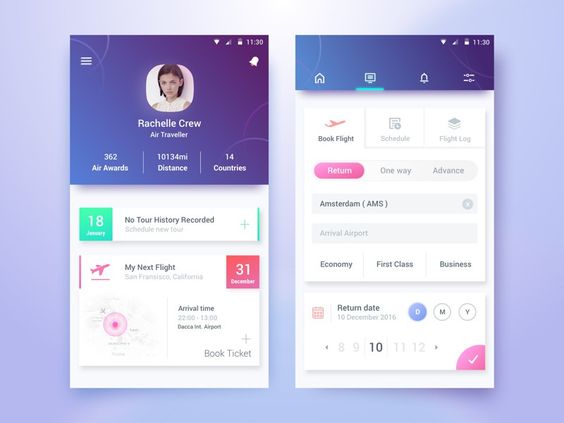 11:30
Rachelle Crew
Air Traveller
362
Air Awards
10134mi
Distance
14
Countries
18
January
No Tour History Recorded
Schedule new tour
My Next Flight
San Fransisco, California
31
December
Arrival time
22:00 - 13:00
Dacca Int. Airport
Book Ticket
11:30
Book Flight
Schedule
Flight Log
Return
One way
Advance
Amsterdam ( AMS )
Arrival Airport
Economy
First Class
Business
Return date
10 December 2016
D
M
Y
8 9 10 11 12